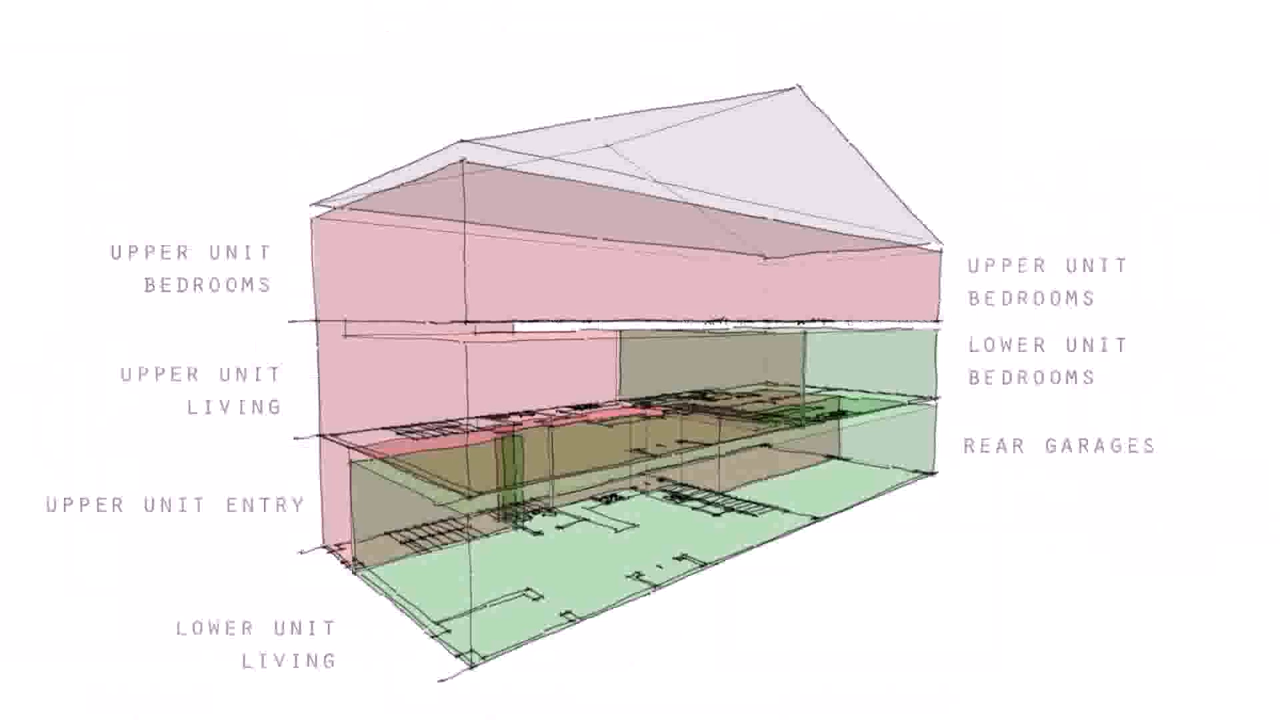 UPPER UNIT
BEDROOMS
UPPER UNIT
LIVING
UPPER UNIT ENTRY
LOWER UNIT
LIVING
UPPER UNIT
BEDROOMS
LOWER UNIT
BEDROOMS
REAR GARAGES